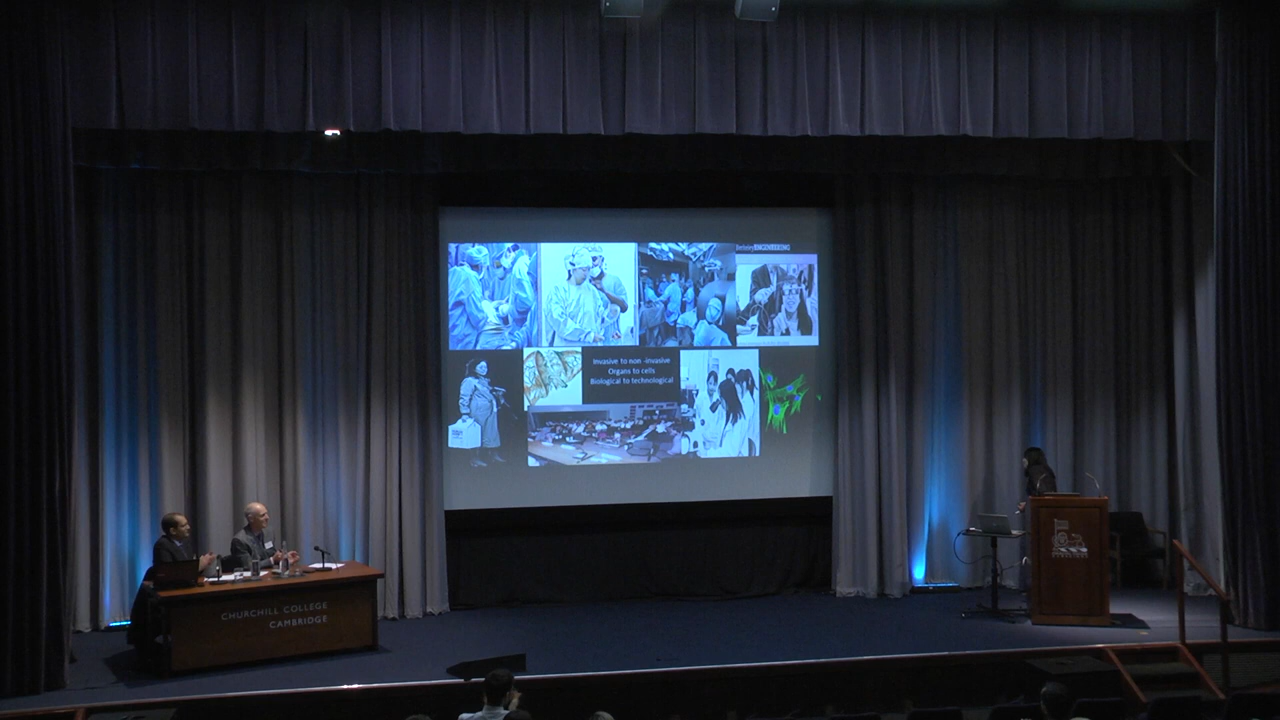 BerkeleyENGINEERING
Invasive to non -invasive
Organs to cells
Biological to technological
CHURCHILL COLLEGE
CAMBRIDGE